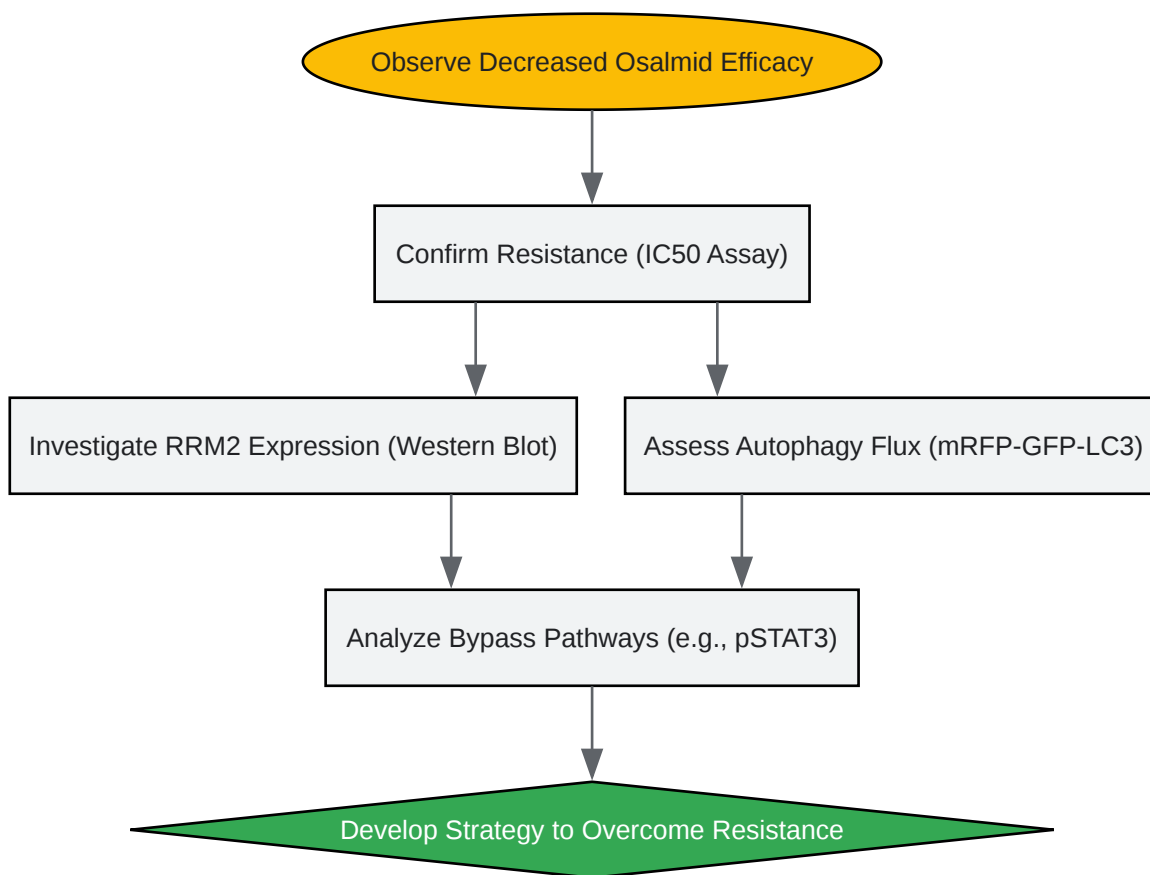 Observe Decreased Osalmid Efficacy
Confirm Resistance (IC50 Assay)
Investigate RRM2 Expression (Western Blot)
Assess Autophagy Flux (mRFP-GFP-LC3)
Analyze Bypass Pathways (e.g., pSTAT3)
Develop Strategy to Overcome Resistance